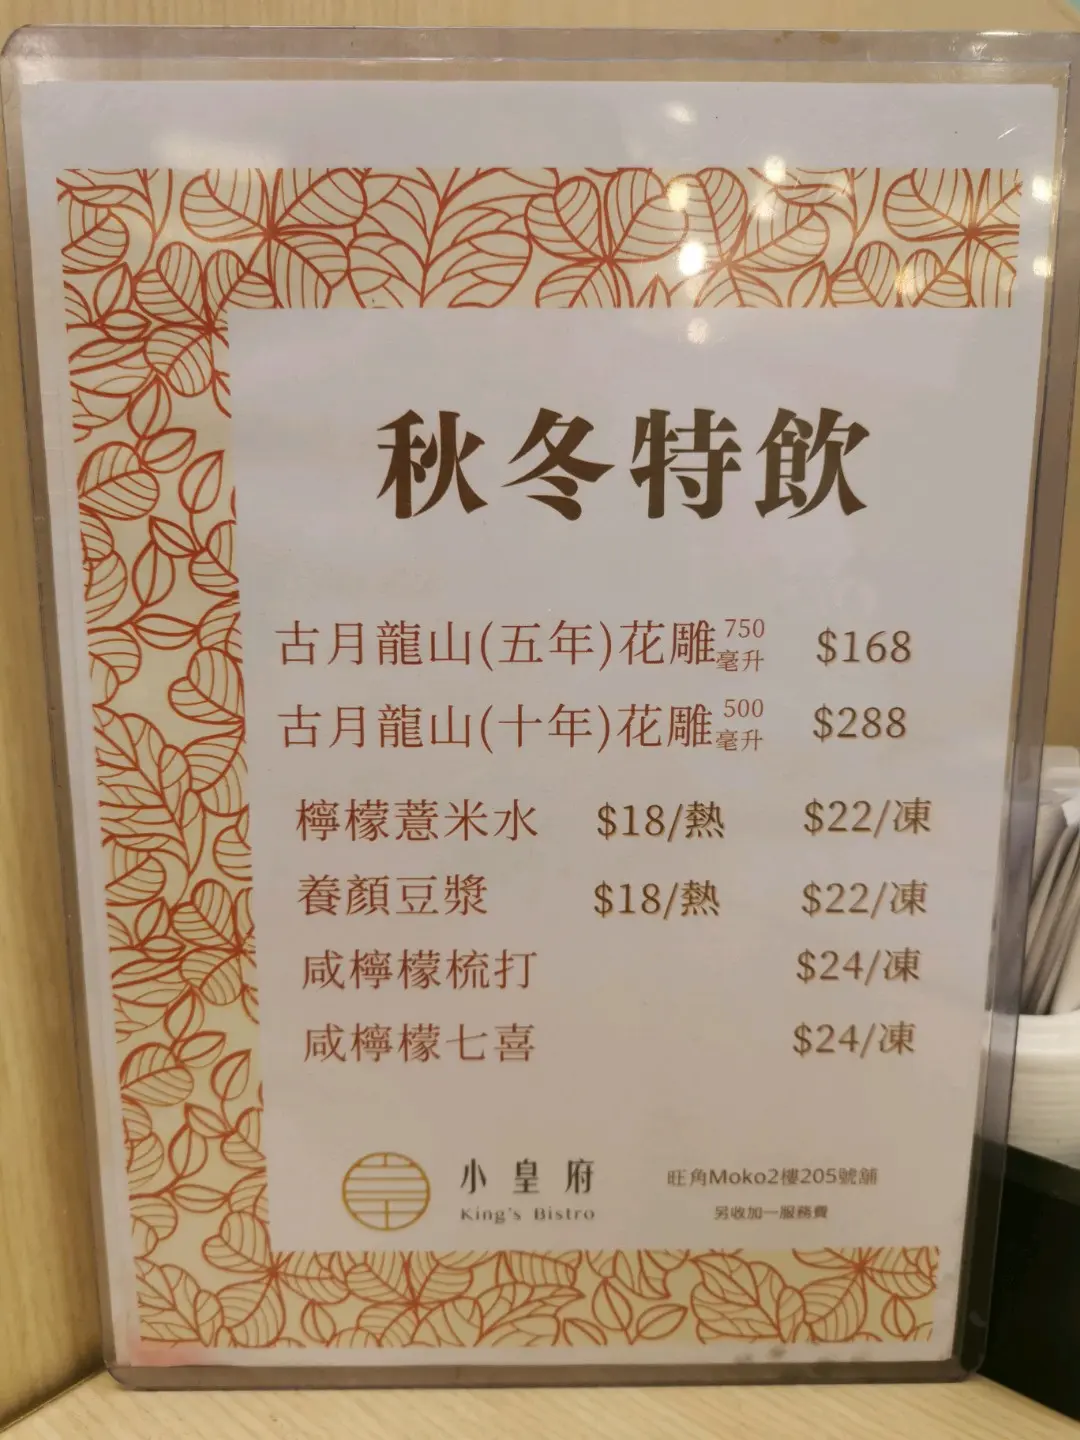 秋冬特飲
古月龍山(五年)花雕 750毫升 $168
古月龍山(十年)花雕 500毫升 $288
檸檬薏米水 $18/熱 $22/凍
養顏豆漿 $18/熱 $22/凍
咸檸檬梳打 $24/凍
咸檸檬七喜 $24/凍
小皇府 旺角Moko2樓205號舖
King's Bistro 另收加一服務費